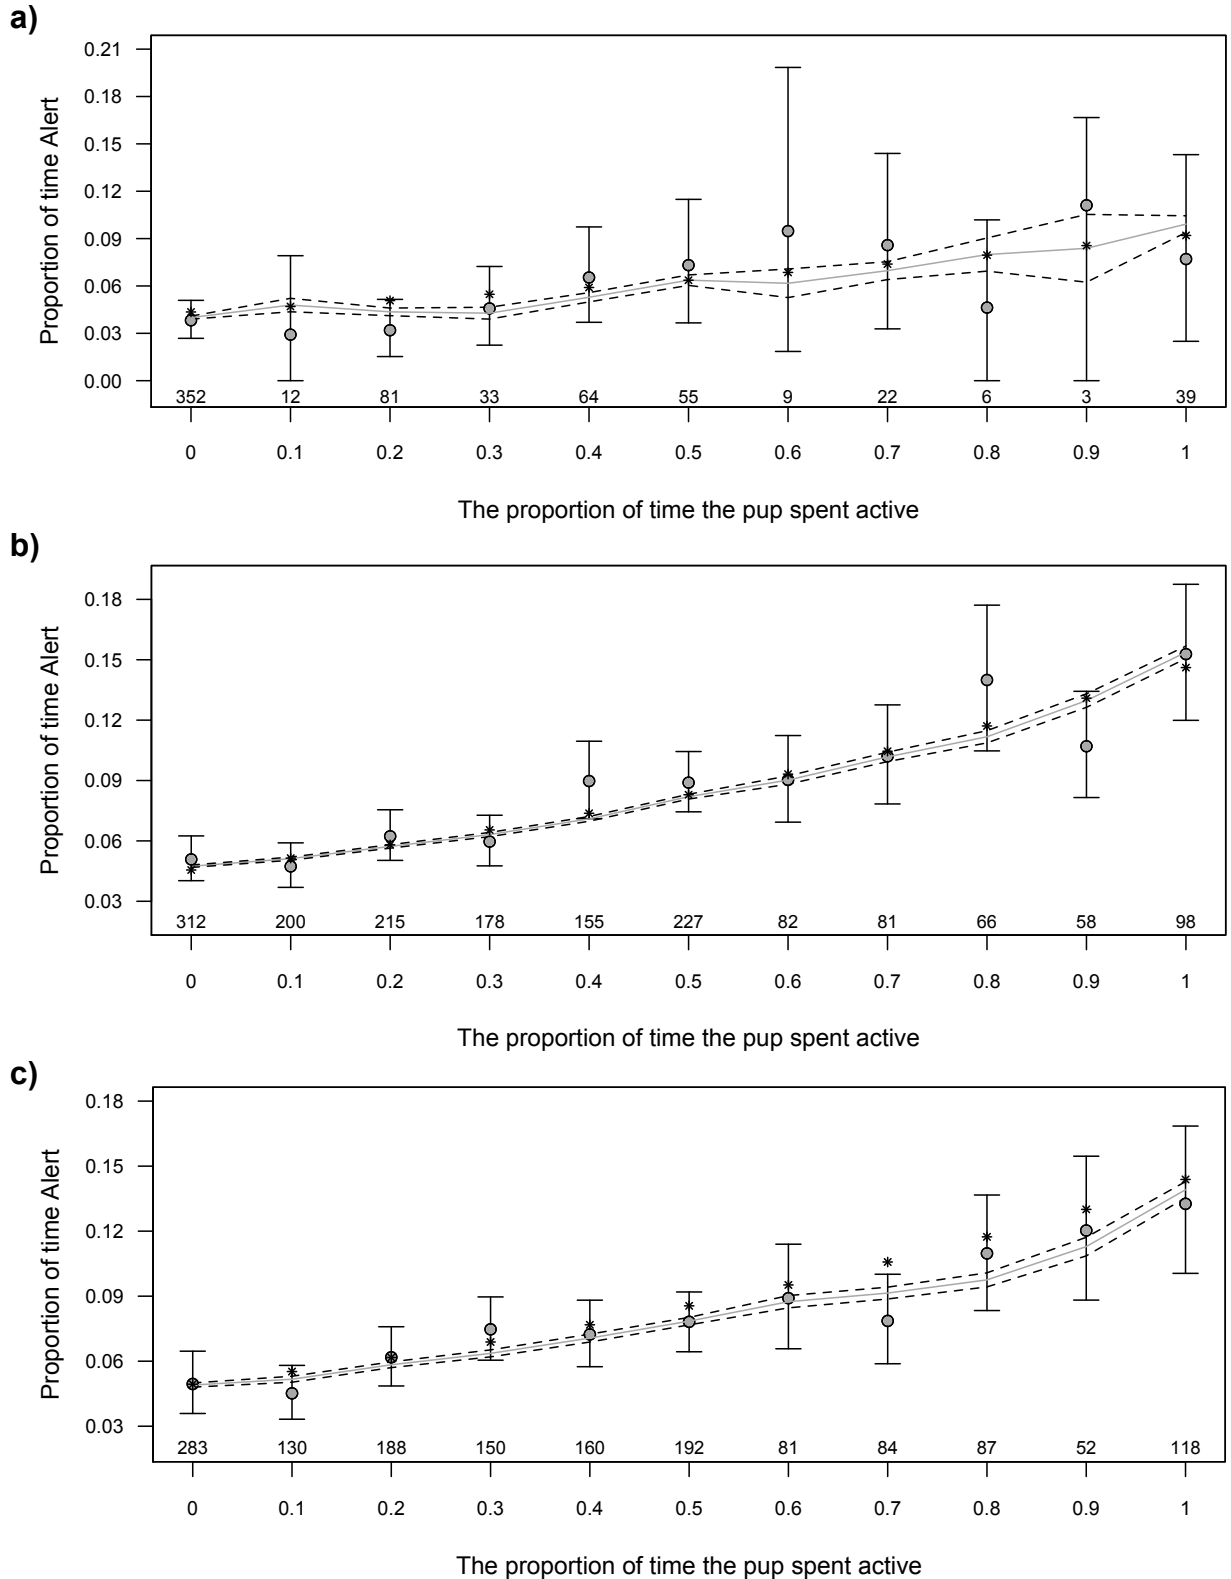 a)
Proportion of time Alert
0.21
0.18
0.15
0.12
0.09
0.06
0.03
0.00
352 12 81 33 64 55 9 22 6 3 39
0 0.1 0.2 0.3 0.4 0.5 0.6 0.7 0.8 0.9 1
The proportion of time the pup spent active
b)
Proportion of time Alert
0.18
0.15
0.12
0.09
0.06
0.03
312 200 215 178 155 227 82 81 66 58 98
0 0.1 0.2 0.3 0.4 0.5 0.6 0.7 0.8 0.9 1
The proportion of time the pup spent active
c)
Proportion of time Alert
0.18
0.15
0.12
0.09
0.06
0.03
283 130 188 150 160 192 81 84 87 52 118
0 0.1 0.2 0.3 0.4 0.5 0.6 0.7 0.8 0.9 1
The proportion of time the pup spent active